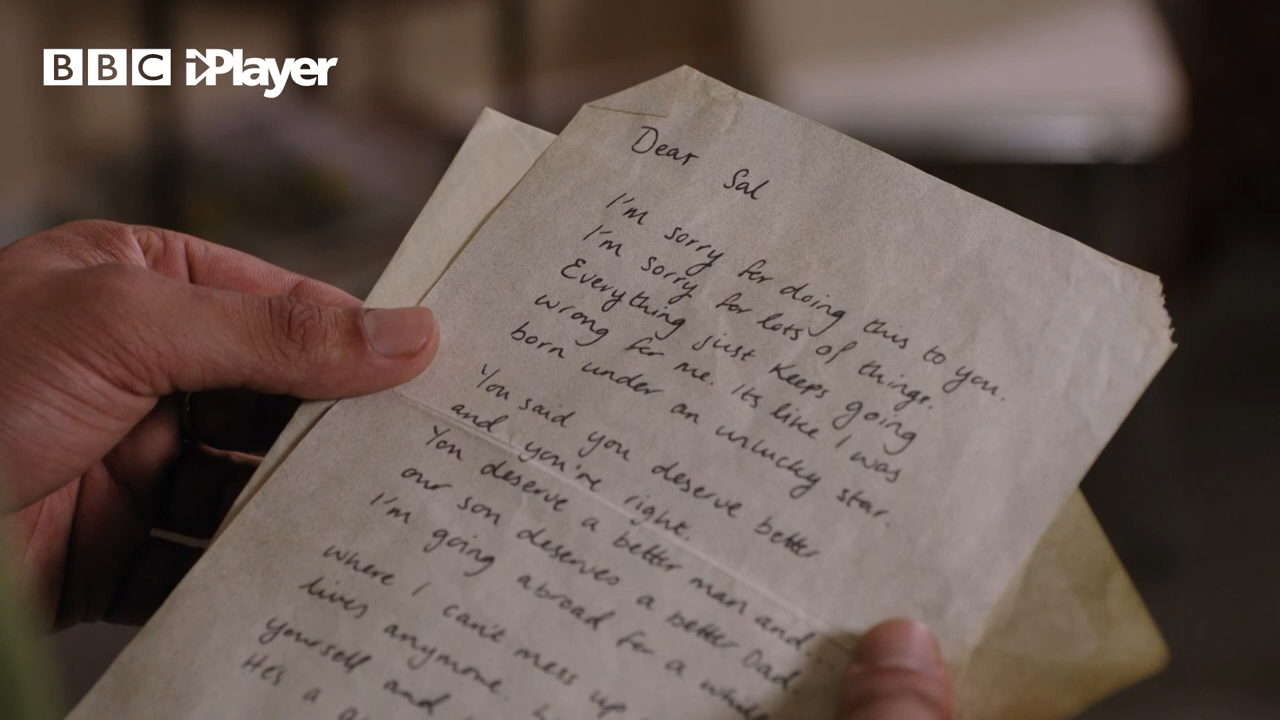 BBC iPlayer
Dear Sal
I'm sorry for doing this to you.
I'm sorry for lots of things.
Everything just keeps going
wrong for me. Its like I was
born under an unlucky star.
You said you deserve better
and you're right.
You deserve a better man and...
our son deserves a better Dad.
I'm going abroad for a while
where I can't mess up
lives anymore.
yourself and
He's a